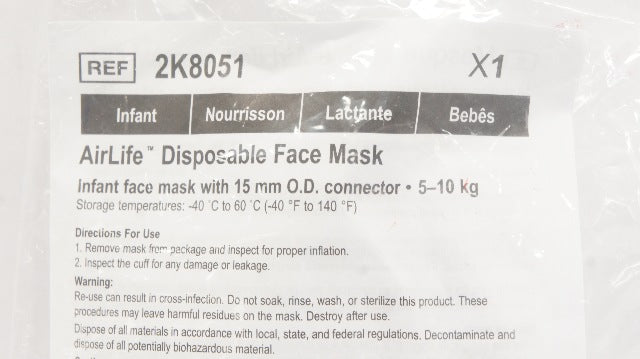 REF 2K8051 X1
Infant Nourrisson Lactante Bebês
AirLife™ Disposable Face Mask
Infant face mask with 15 mm O.D. connector • 5–10 kg
Storage temperatures: -40 °C to 60 °C (-40 °F to 140 °F)
Directions For Use
1. Remove mask from package and inspect for proper inflation.
2. Inspect the cuff for any damage or leakage.
Warning:
Re-use can result in cross-infection. Do not soak, rinse, wash, or sterilize this product. These
procedures may leave harmful residues on the mask. Destroy after use.
Dispose of all materials in accordance with local, state, and federal regulations. Decontaminate and
dispose of all potentially biohazardous material.